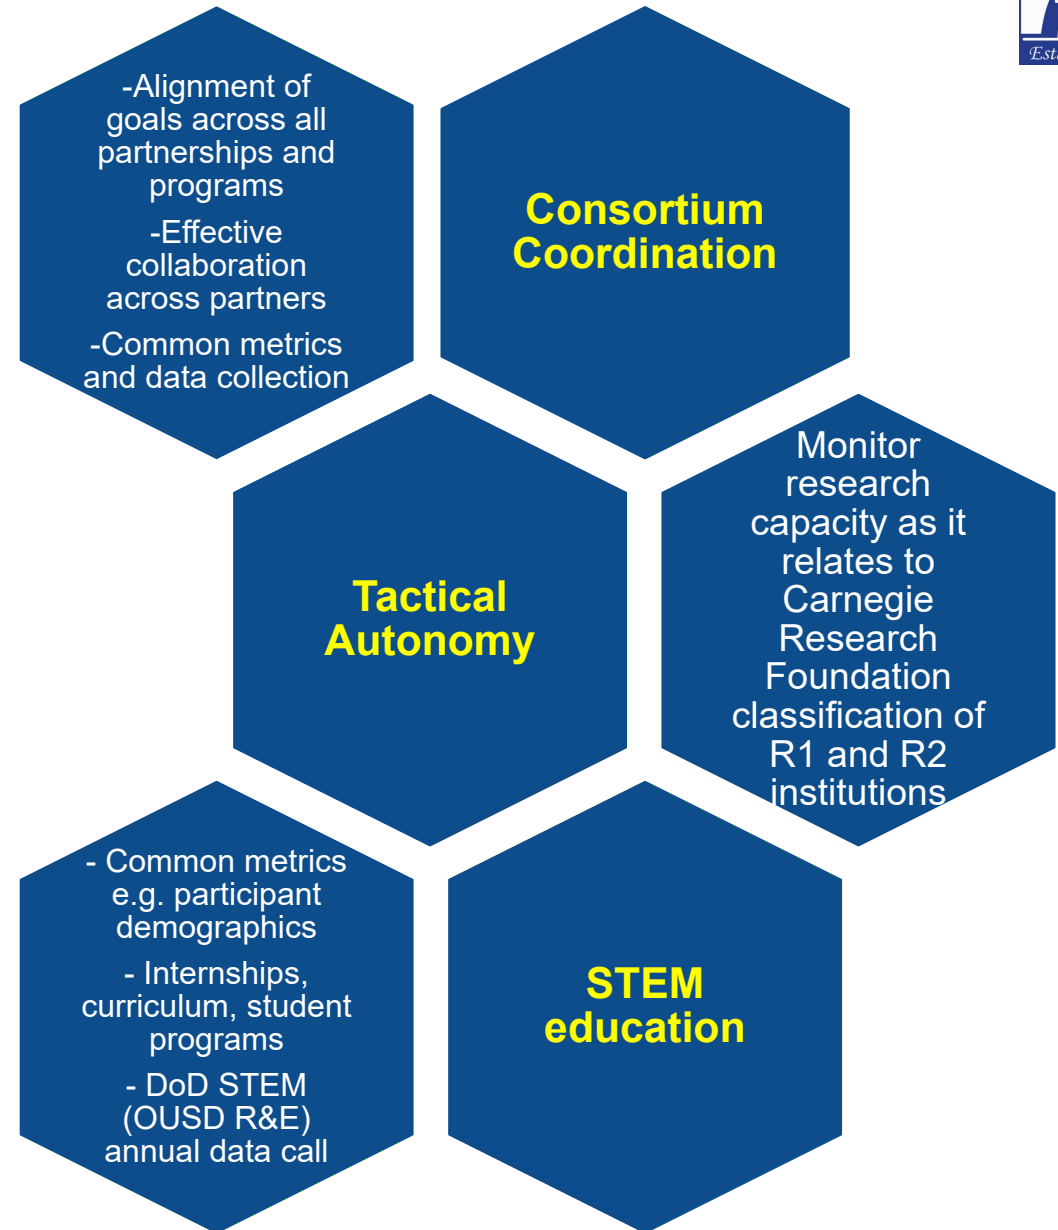 -Alignment of
goals across all
partnerships and
programs
-Effective
collaboration
across partners
-Common metrics
and data collection
Consortium
Coordination
Tactical
Autonomy
Monitor
research
capacity as it
relates to
Carnegie
Research
Foundation
classification of
R1 and R2
institutions
- Common metrics
e.g. participant
demographics
- Internships,
curriculum, student
programs
- DoD STEM
(OUSD R&E)
annual data call
STEM
education